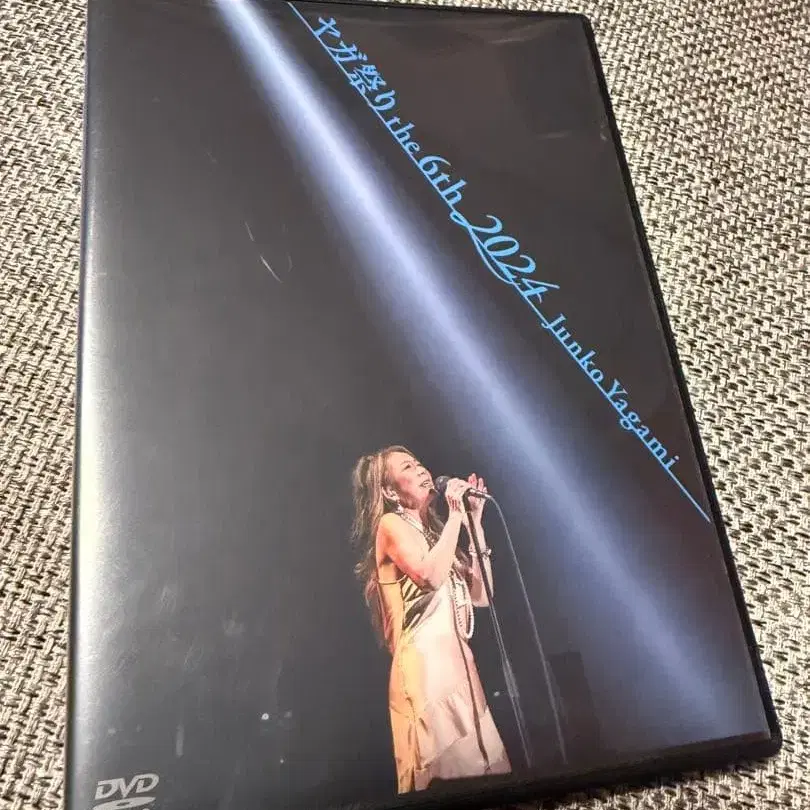 ヤガ祭り the 6th 2024 Junko Yagami
DVD